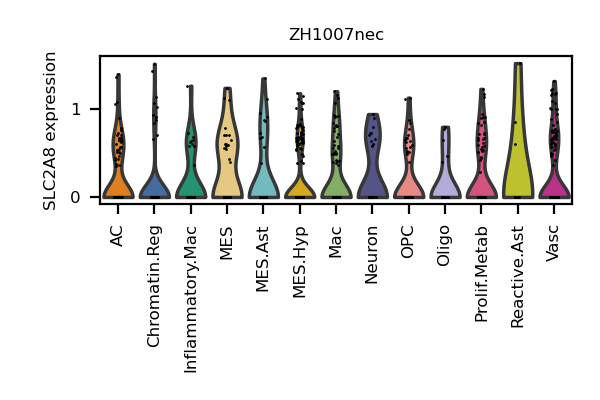 ZH1007nec
SLC2A8 expression
1
0
AC
Chromatin.Reg
Inflammatory.Mac
MES
MES.Ast
MES.Hyp
Mac
Neuron
OPC
Oligo
Prolif.Metab
Reactive.Ast
Vasc